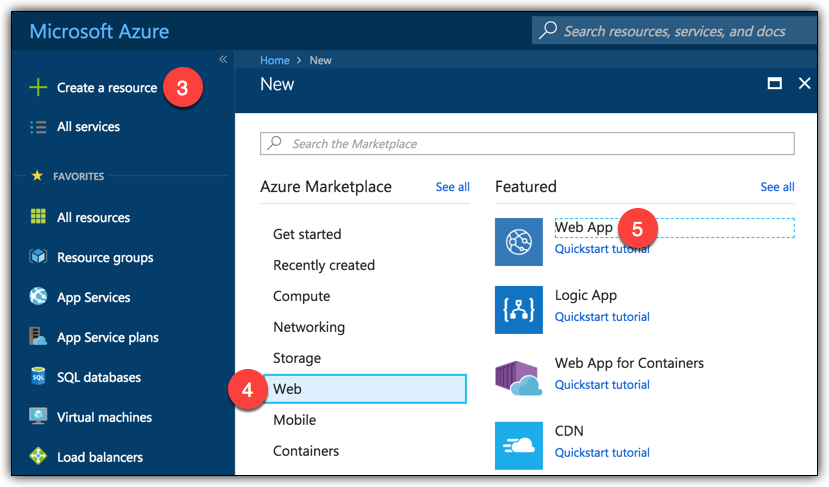 Microsoft Azure
Search resources, services, and docs
«
Create a resource
3
All services
FAVORITES
All resources
Resource groups
App Services
App Service plans
SQL
SQL databases
Virtual machines
Load balancers
Home > New
New
Search the Marketplace
Azure Marketplace
See all
Get started
Recently created
Compute
Networking
Storage
4
Web
Mobile
Containers
Featured
See all
Web App
5
Quickstart tutorial
Logic App
Quickstart tutorial
Web App for Containers
Quickstart tutorial
CDN
Quickstart tutorial